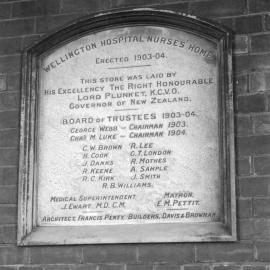 WELLINGTON HOSPITAL NURSES' HOME
ERECTED 1903-04.
THIS STONE WAS LAID BY
HIS EXCELLENCY THE RIGHT HONOURABLE
LORD PLUNKET, K.C.V.O.
GOVERNOR OF NEW ZEALAND.
BOARD OF TRUSTEES 1903-04.
GEORGE WEBB – CHAIRMAN 1903.
CHAS. M. LUKE – CHAIRMAN 1904.
C.W. BROWN R. LEE
H. COOK G.T. LONDON
J. DANKS R. MOTHES
R. KEENE A. SAMPLE
R.C. KIRK J. SMITH
R.B. WILLIAMS.
MEDICAL SUPERINTENDENT MATRON.
J. EWART. M.D. C.M. E.M. PETTIT.
ARCHITECT, FRANCIS PENTY. BUILDERS, DAVIS & BROWMAN.